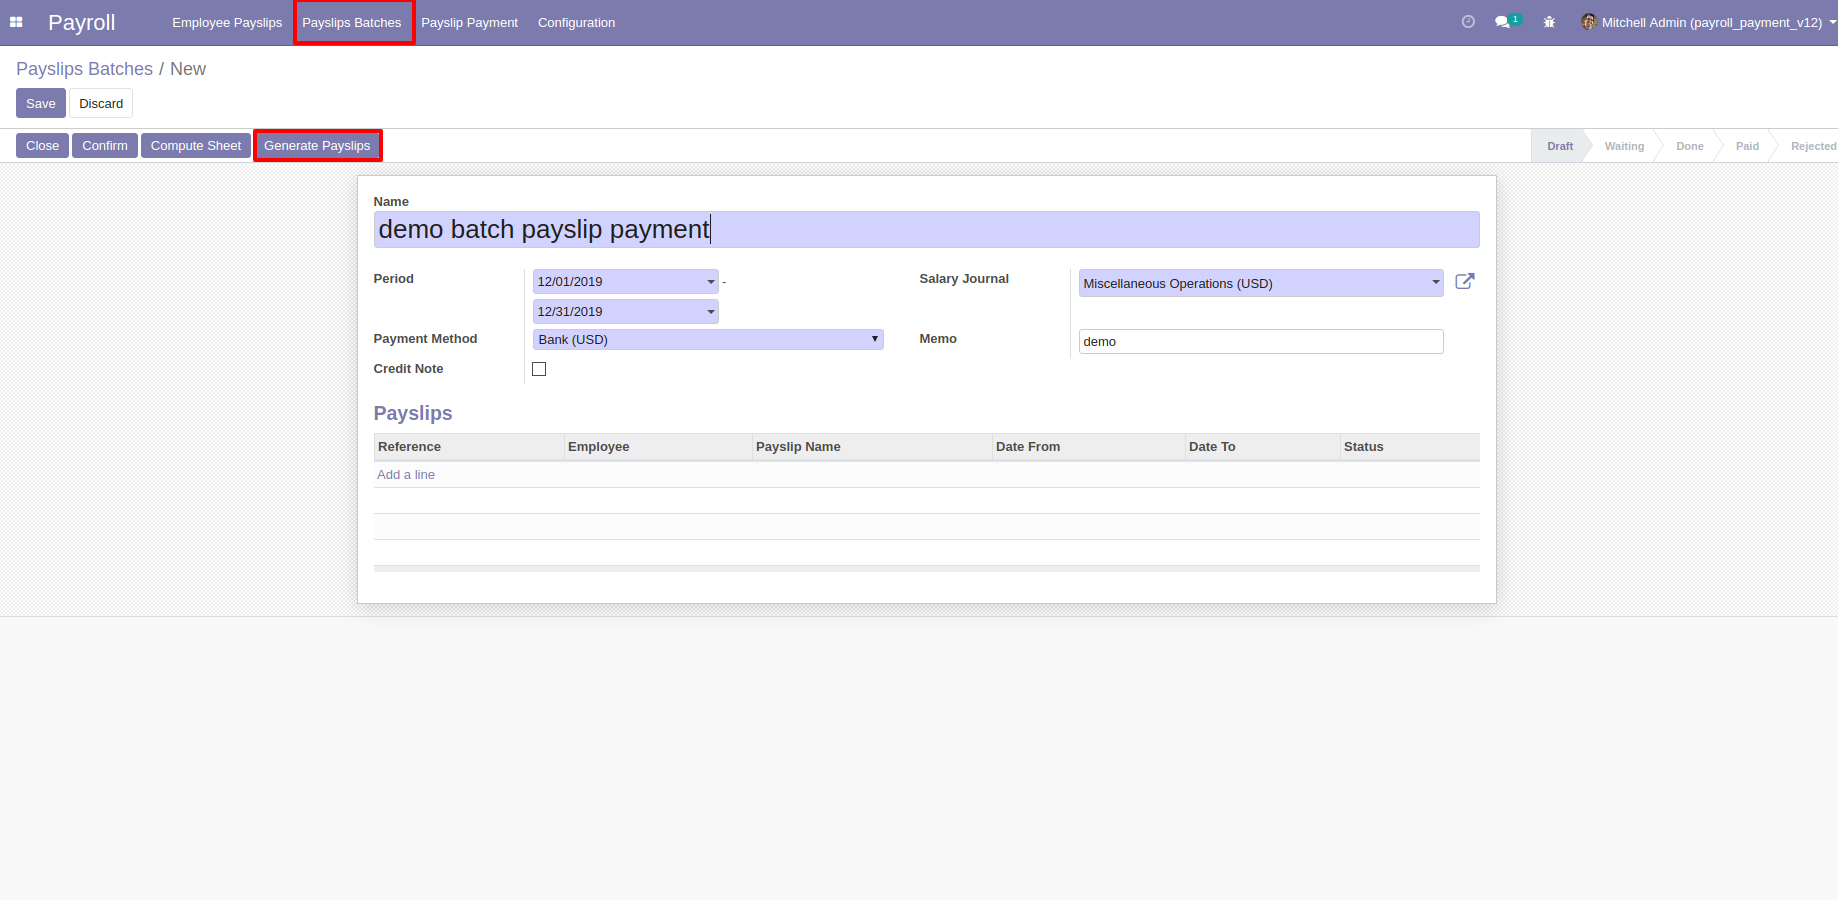 Payroll Employee Payslips Payslips Batches Payslip Payment Configuration 1 Mitchell Admin (payroll_payment_v12)
Payslips Batches / New
Save Discard
Close Confirm Compute Sheet Generate Payslips Draft Waiting Done Paid Rejected
Name
demo batch payslip payment
Period 12/01/2019 - Salary Journal Miscellaneous Operations (USD)
12/31/2019
Payment Method Bank (USD) Memo demo
Credit Note
Payslips
Reference Employee Payslip Name Date From Date To Status
Add a line